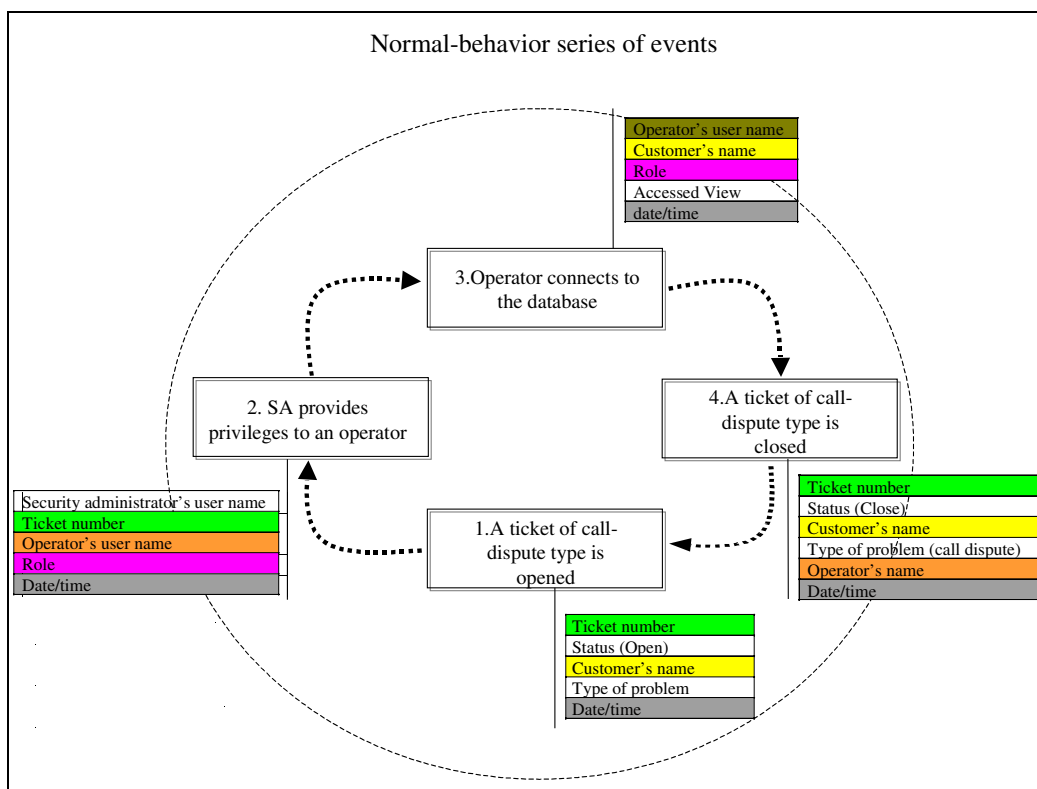 Normal-behavior series of events
Operator's user name
Customer's name
Role
Accessed View
date/time
3.Operator connects to
the database
2. SA provides
privileges to an operator
4.A ticket of call-
dispute type is
closed
Security administrator's user name
Ticket number
Operator's user name
Role
Date/time
1.A ticket of call-
dispute type is
opened
Ticket number
Status (Close)
Customer's name
Type of problem (call dispute)
Operator's name
Date/time
Ticket number
Status (Open)
Customer's name
Type of problem
Date/time